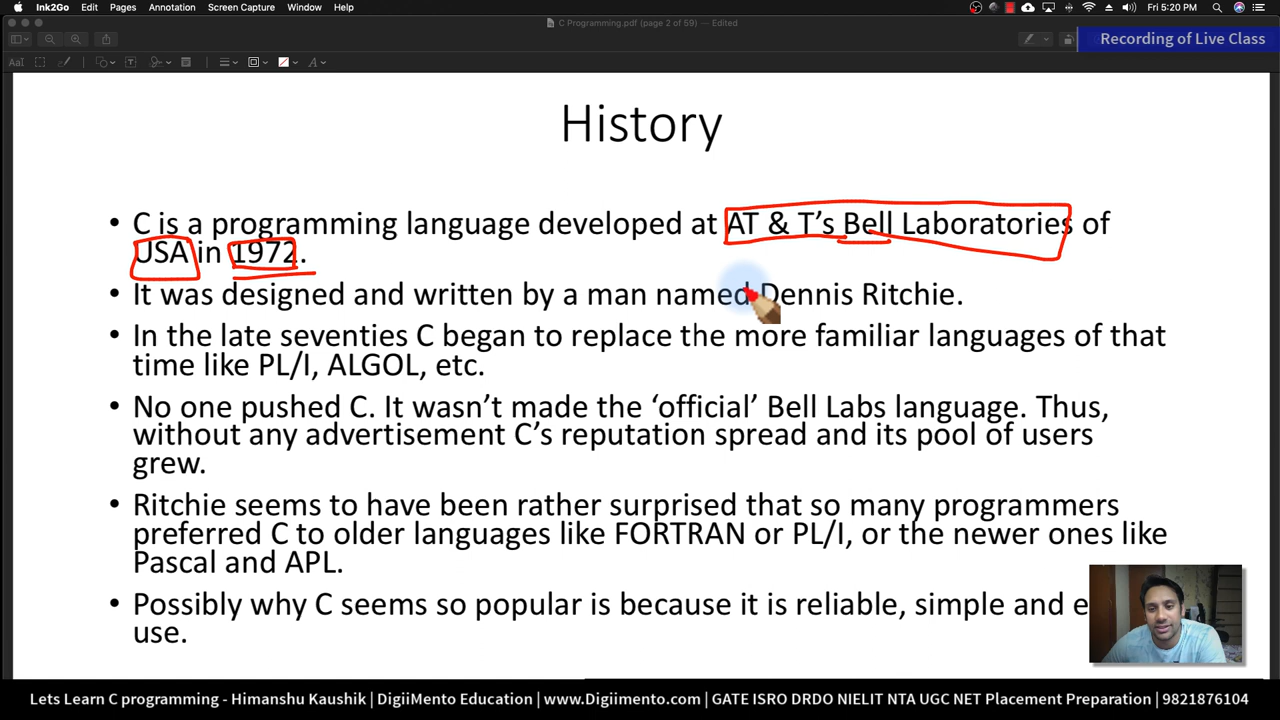 Ink2Go Edit Pages Annotation Screen Capture Window Help
Fri 5:20 PM
C Programming.pdf (page 2 of 59) — Edited
Recording of Live Class
AaI
T
A
History
• C is a programming language developed at AT & T’s Bell Laboratories of
USA in 1972.
• It was designed and written by a man named Dennis Ritchie.
• In the late seventies C began to replace the more familiar languages of that
time like PL/I, ALGOL, etc.
• No one pushed C. It wasn’t made the ‘official’ Bell Labs language. Thus,
without any advertisement C’s reputation spread and its pool of users
grew.
• Ritchie seems to have been rather surprised that so many programmers
preferred C to older languages like FORTRAN or PL/I, or the newer ones like
Pascal and APL.
• Possibly why C seems so popular is because it is reliable, simple and e
use.
Lets Learn C programming - Himanshu Kaushik | DigiiMento Education | www.Digiimento.com | GATE ISRO DRDO NIELIT NTA UGC NET Placement Preparation | 9821876104